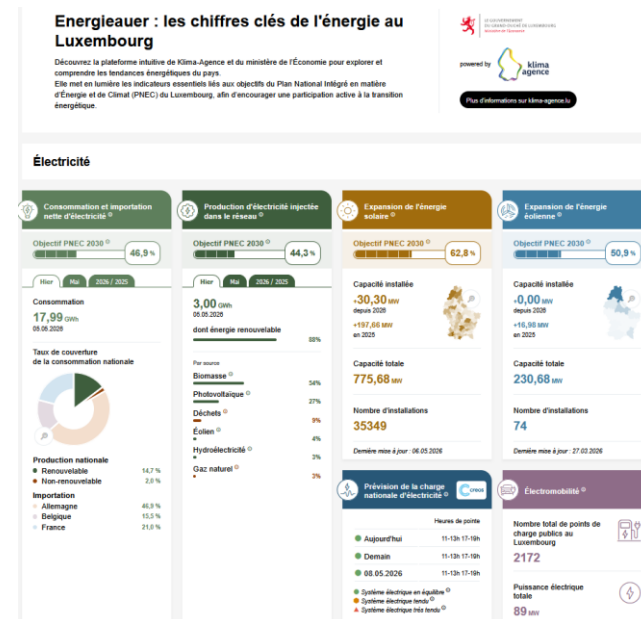 Energieauer : les chiffres clés de l'énergie au
Luxembourg
Découvrez la plateforme intuitive de Klima-Agence et du ministère de l'Économie pour explorer et
comprendre les tendances énergétiques du pays.
Elle met en lumière les indicateurs essentiels liés aux objectifs du Plan National Intégré en matière
d'Énergie et de Climat (PNEC) du Luxembourg, afin d'encourager une participation active à la transition
énergétique.
LE GOUVERNEMENT
DU GRAND-DUCHÉ DE LUXEMBOURG
Ministère de l'Économie
powered by
klima
agence
Plus d'informations sur klima-agence.lu
Électricité
Consommation et importation
nette d'électricité
Objectif PNEC 2030
46,9 %
Hier
Mai
2026 / 2025
Consommation
17,99 GWh
05.05.2026
Taux de couverture
de la consommation nationale
Production nationale
Renouvelable 14,7 %
Non-renouvelable 2,0 %
Importation
Allemagne 46,9 %
Belgique 15,5 %
France 21,0 %
Production d'électricité injectée
dans le réseau
Objectif PNEC 2030
44,3 %
Hier
Mai
2026 / 2025
3,00 GWh
05.05.2026
dont énergie renouvelable
88%
Par source
Biomasse
34%
Photovoltaïque
27%
Déchets
9%
Éolien
4%
Hydroélectricité
3%
Gaz naturel
3%
Expansion de l'énergie
solaire
Objectif PNEC 2030
62,8 %
Capacité installée
+30,30 MW
depuis 2026
+197,66 MW
en 2025
Capacité totale
775,68 MW
Nombre d'installations
35349
Dernière mise à jour : 06.05.2026
Expansion de l'énergie
éolienne
Objectif PNEC 2030
50,9 %
Capacité installée
+0,00 MW
depuis 2026
+16,98 MW
en 2025
Capacité totale
230,68 MW
Nombre d'installations
74
Dernière mise à jour : 27.03.2026
Prévision de la charge
nationale d'électricité
creos
Heures de pointe
Aujourd'hui 11-13h 17-19h
Demain 11-13h 17-19h
08.05.2026 11-13h 17-19h
Système électrique en équilibre
Système électrique tendu
Système électrique très tendu
Électromobilité
Nombre total de points de
charge publics au
Luxembourg
2172
Puissance électrique
totale
89 MW